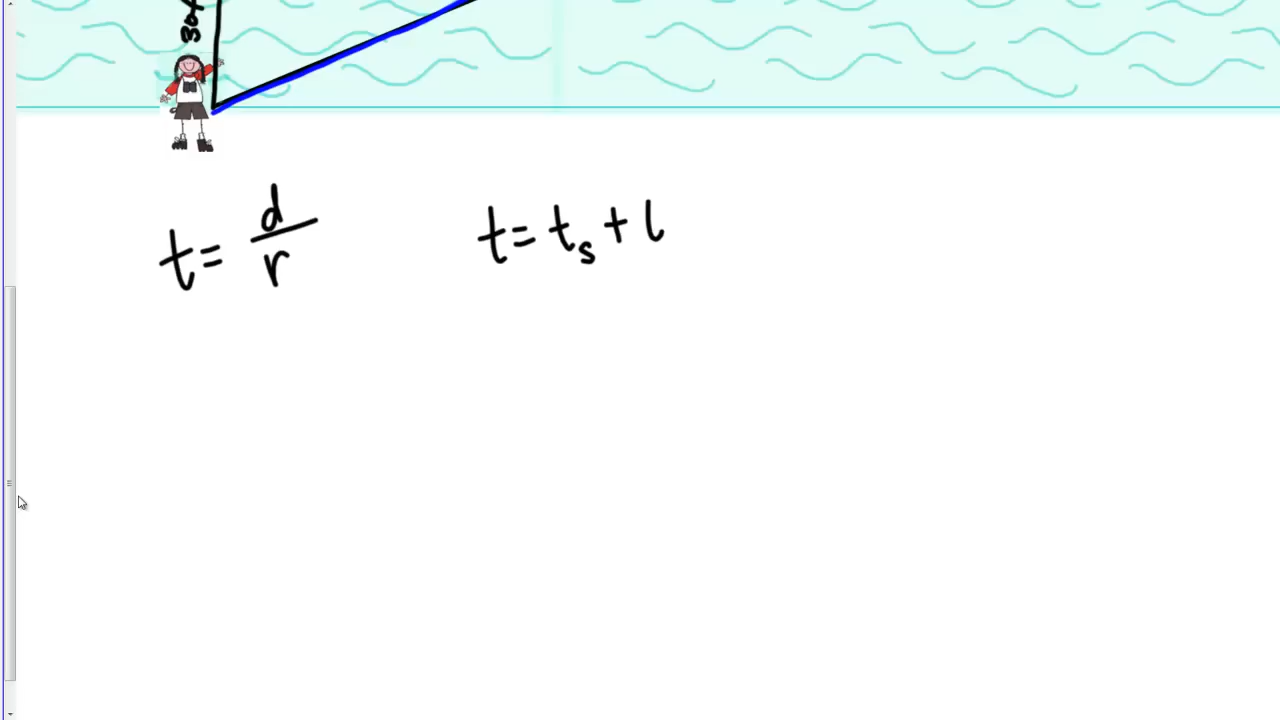 t = d/r
t = t_s + l